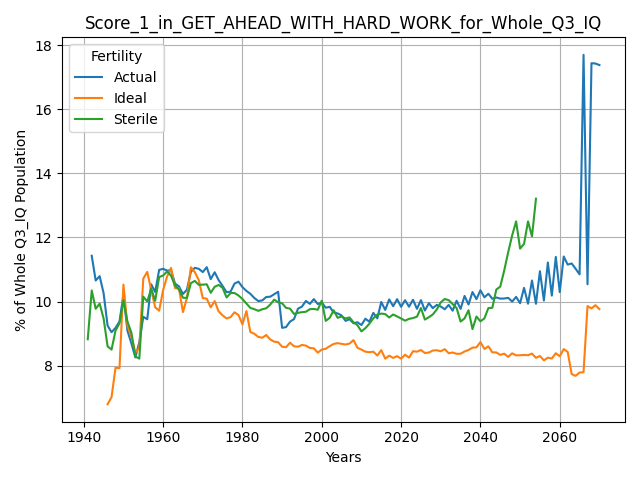 Score_1_in_GET_AHEAD_WITH_HARD_WORK_for_Whole_Q3_IQ
Fertility
Actual
Ideal
Sterile
% of Whole Q3_IQ Population
18
16
14
12
10
8
1940 1960 1980 2000 2020 2040 2060
Years